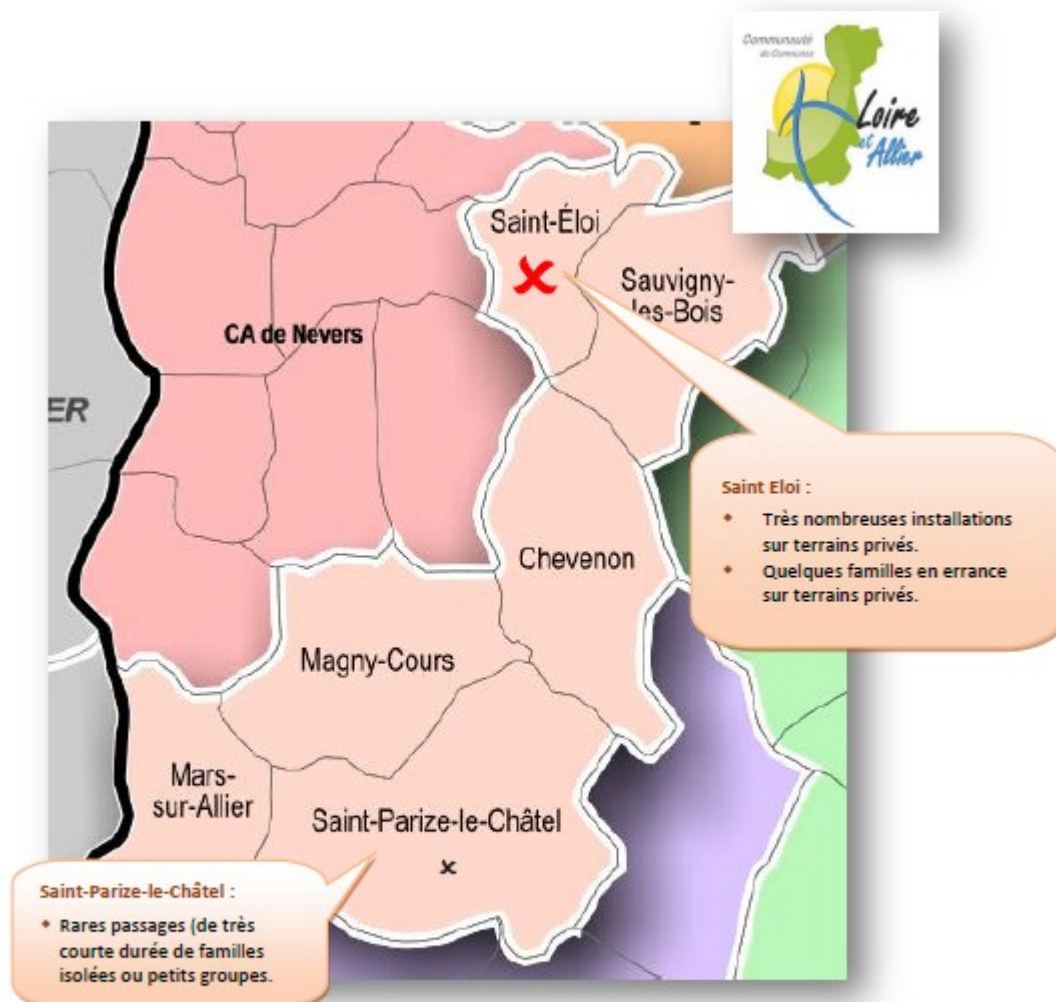 Communauté
de Communes
Loire
et Allier
Saint-Éloi
Sauvigny-
les-Bois
CA de Nevers
ER
Saint Eloi :
Très nombreuses installations
sur terrains privés.
Quelques familles en errance
sur terrains privés.
Chevenon
Magny-Cours
Mars-
sur-Allier
Saint-Parize-le-Châtel
Saint-Parize-le-Châtel :
Rares passages (de très
courte durée de familles
isolées ou petits groupes.